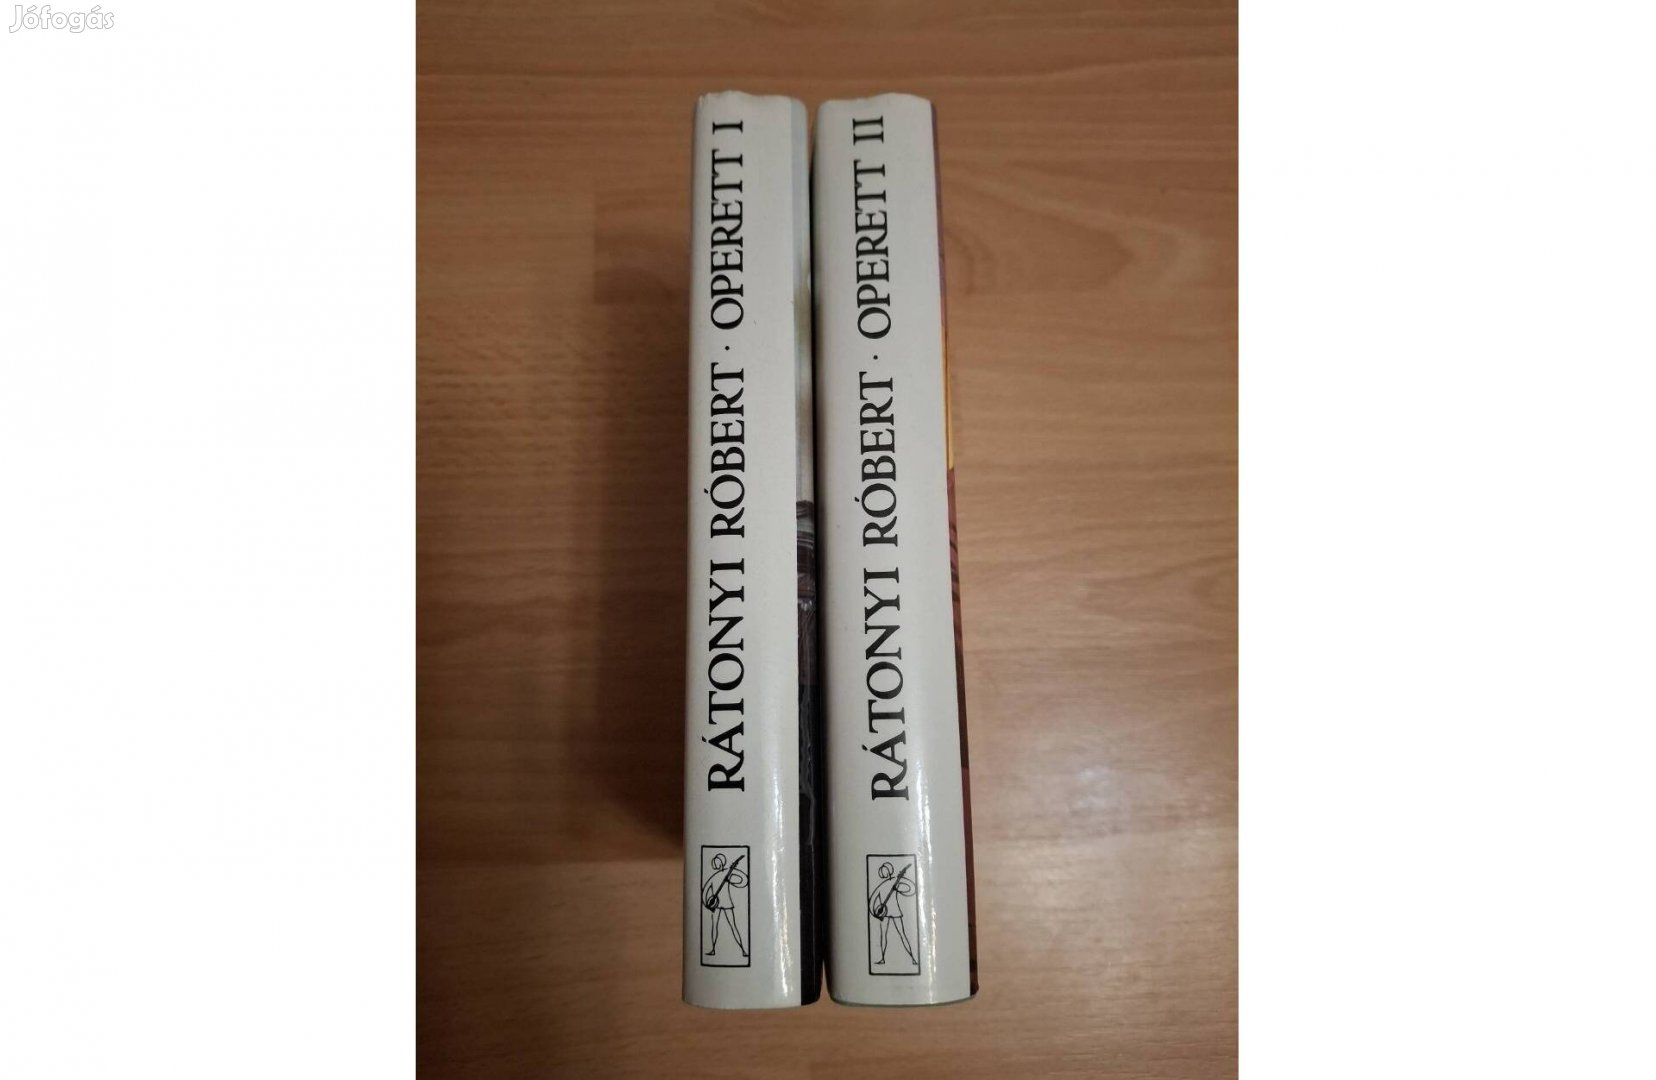 Jófogás
RÁTONYI RÓBERT · OPERETT I
RÁTONYI RÓBERT · OPERETT II